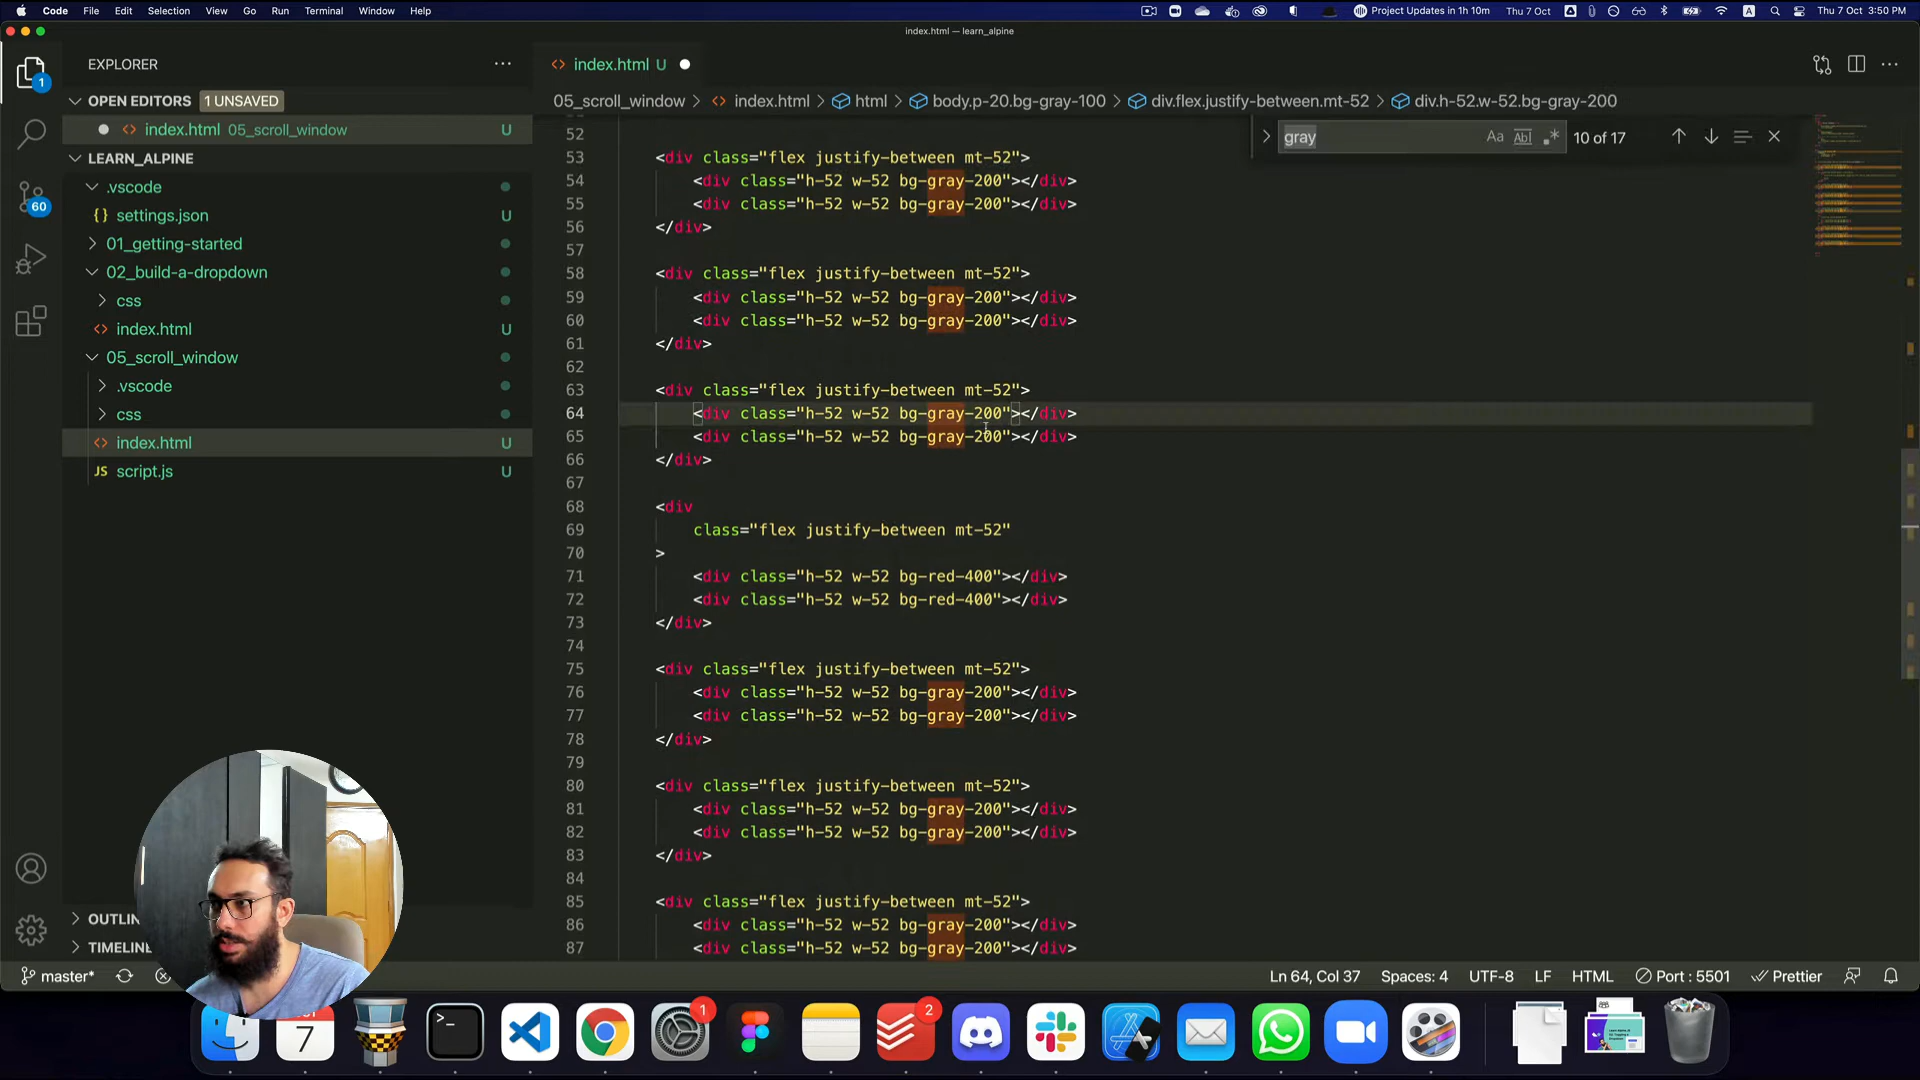 Code File Edit Selection View Go Run Terminal Window Help
Project Updates in 1h 10m Thu 7 Oct Thu 7 Oct 3:50 PM
index.html — learn_alpine
EXPLORER
OPEN EDITORS 1 UNSAVED
index.html 05_scroll_window U
LEARN_ALPINE
.vscode
{} settings.json U
01_getting-started
02_build-a-dropdown
css
index.html U
05_scroll_window
.vscode
css
index.html U
JS script.js U
OUTLIN
TIMELINE
1
60
index.html U
05_scroll_window > index.html > html > body.p-20.bg-gray-100 > div.flex.justify-between.mt-52 > div.h-52.w-52.bg-gray-200
gray Aa Abl .* 10 of 17
52
53 <div class="flex justify-between mt-52">
54 <div class="h-52 w-52 bg-gray-200"></div>
55 <div class="h-52 w-52 bg-gray-200"></div>
56 </div>
57
58 <div class="flex justify-between mt-52">
59 <div class="h-52 w-52 bg-gray-200"></div>
60 <div class="h-52 w-52 bg-gray-200"></div>
61 </div>
62
63 <div class="flex justify-between mt-52">
64 <div class="h-52 w-52 bg-gray-200"></div>
65 <div class="h-52 w-52 bg-gray-200"></div>
66 </div>
67
68 <div
69 class="flex justify-between mt-52"
70 >
71 <div class="h-52 w-52 bg-red-400"></div>
72 <div class="h-52 w-52 bg-red-400"></div>
73 </div>
74
75 <div class="flex justify-between mt-52">
76 <div class="h-52 w-52 bg-gray-200"></div>
77 <div class="h-52 w-52 bg-gray-200"></div>
78 </div>
79
80 <div class="flex justify-between mt-52">
81 <div class="h-52 w-52 bg-gray-200"></div>
82 <div class="h-52 w-52 bg-gray-200"></div>
83 </div>
84
85 <div class="flex justify-between mt-52">
86 <div class="h-52 w-52 bg-gray-200"></div>
87 <div class="h-52 w-52 bg-gray-200"></div>
master* Ln 64, Col 37 Spaces: 4 UTF-8 LF HTML Port : 5501 Prettier
7 >_ 1 2